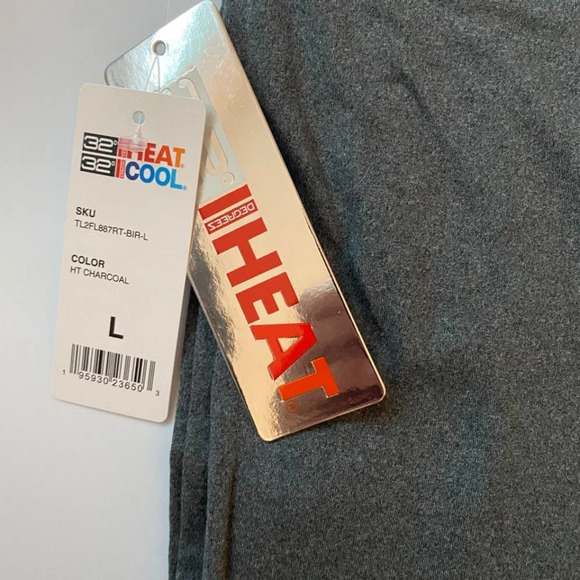 32° HEAT
32° COOL
SKU
TL2FL887RT-BIR-L
COLOR
HT CHARCOAL
L
1 95930 23650 3
DEGREES
HEAT